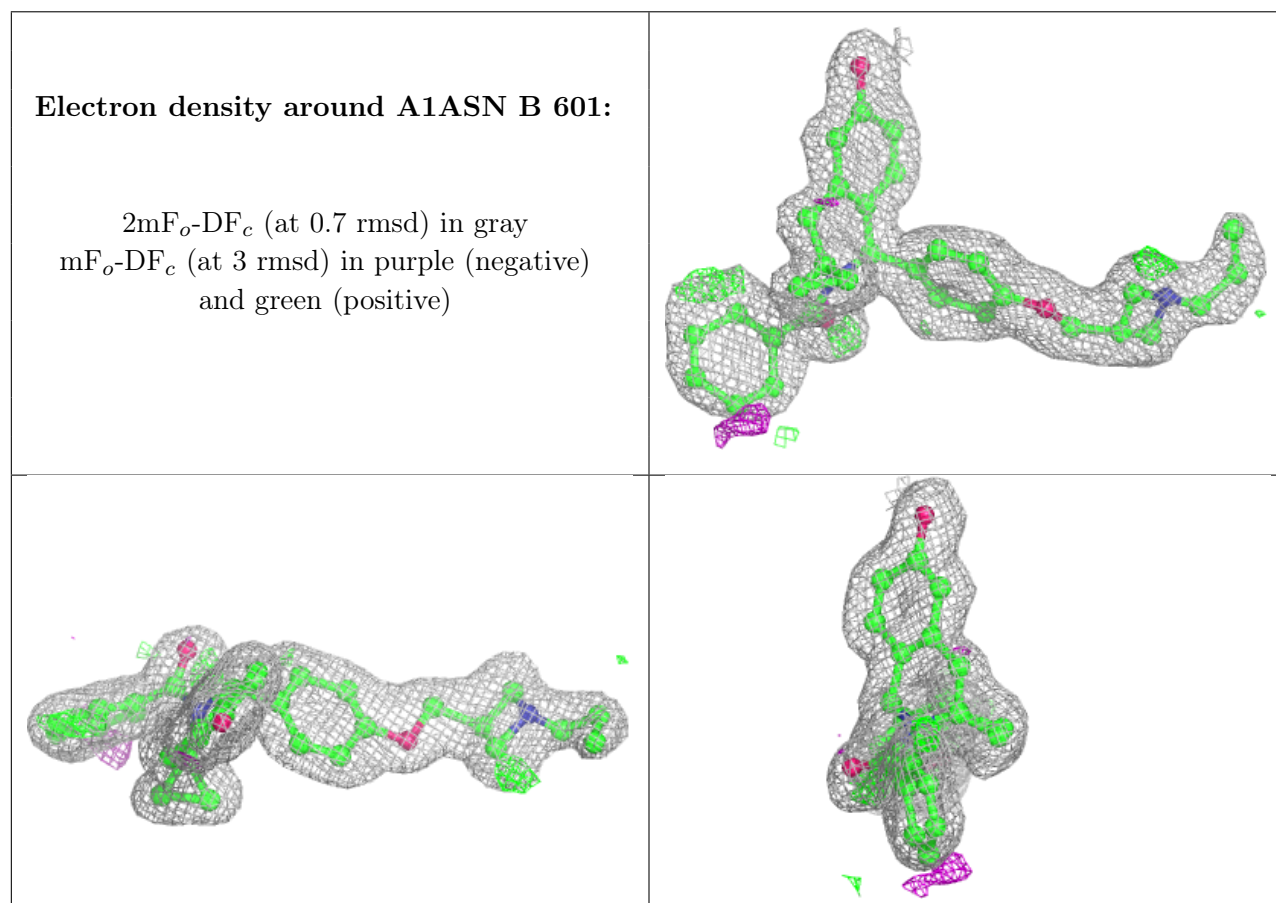 Electron density around A1ASN B 601:
2mFo-DFc (at 0.7 rmsd) in gray
mFo-DFc (at 3 rmsd) in purple (negative)
and green (positive)